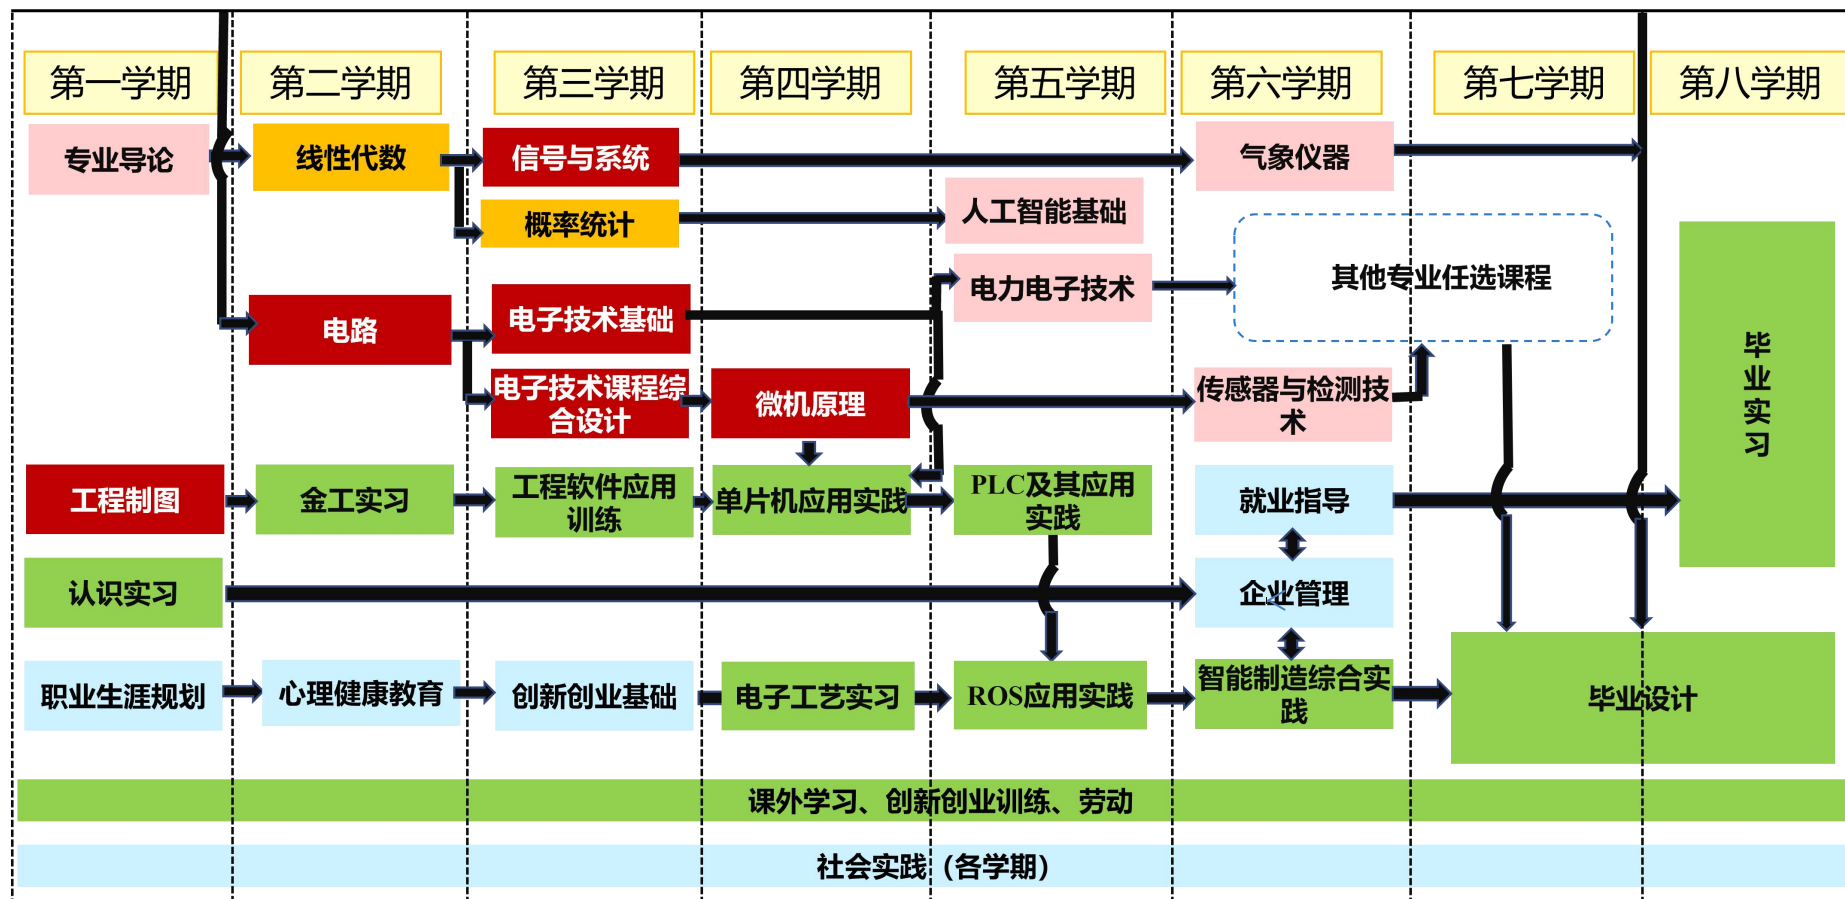 第一学期
第二学期
第三学期
第四学期
第五学期
第六学期
第七学期
第八学期
专业导论
线性代数
信号与系统
气象仪器
概率统计
人工智能基础
电路
电子技术基础
电力电子技术
其他专业任选课程
电子技术课程综
合设计
微机原理
传感器与检测技
术
毕
业
实
习
工程制图
金工实习
工程软件应用
训练
单片机应用实践
PLC及其应用
实践
就业指导
认识实习
企业管理
职业生涯规划
心理健康教育
创新创业基础
电子工艺实习
ROS应用实践
智能制造综合实
践
毕业设计
课外学习、创新创业训练、劳动
社会实践（各学期）